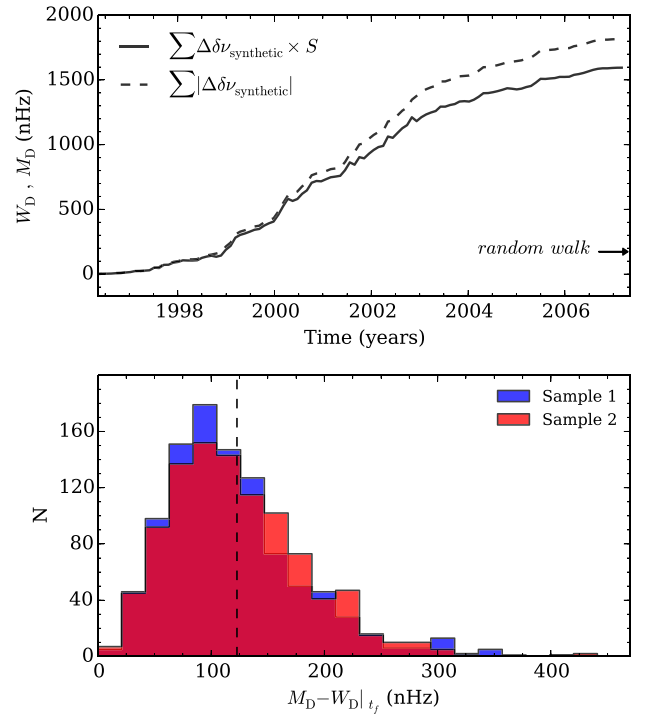 2000
1500
1000
500
0
W_D , M_D (nHz)
∑Δδν_synthetic × S
∑|Δδν_synthetic|
random walk
1998 2000 2002 2004 2006
Time (years)
160
120
80
40
0
N
Sample 1
Sample 2
0 100 200 300 400
M_D−W_D| t_f (nHz)